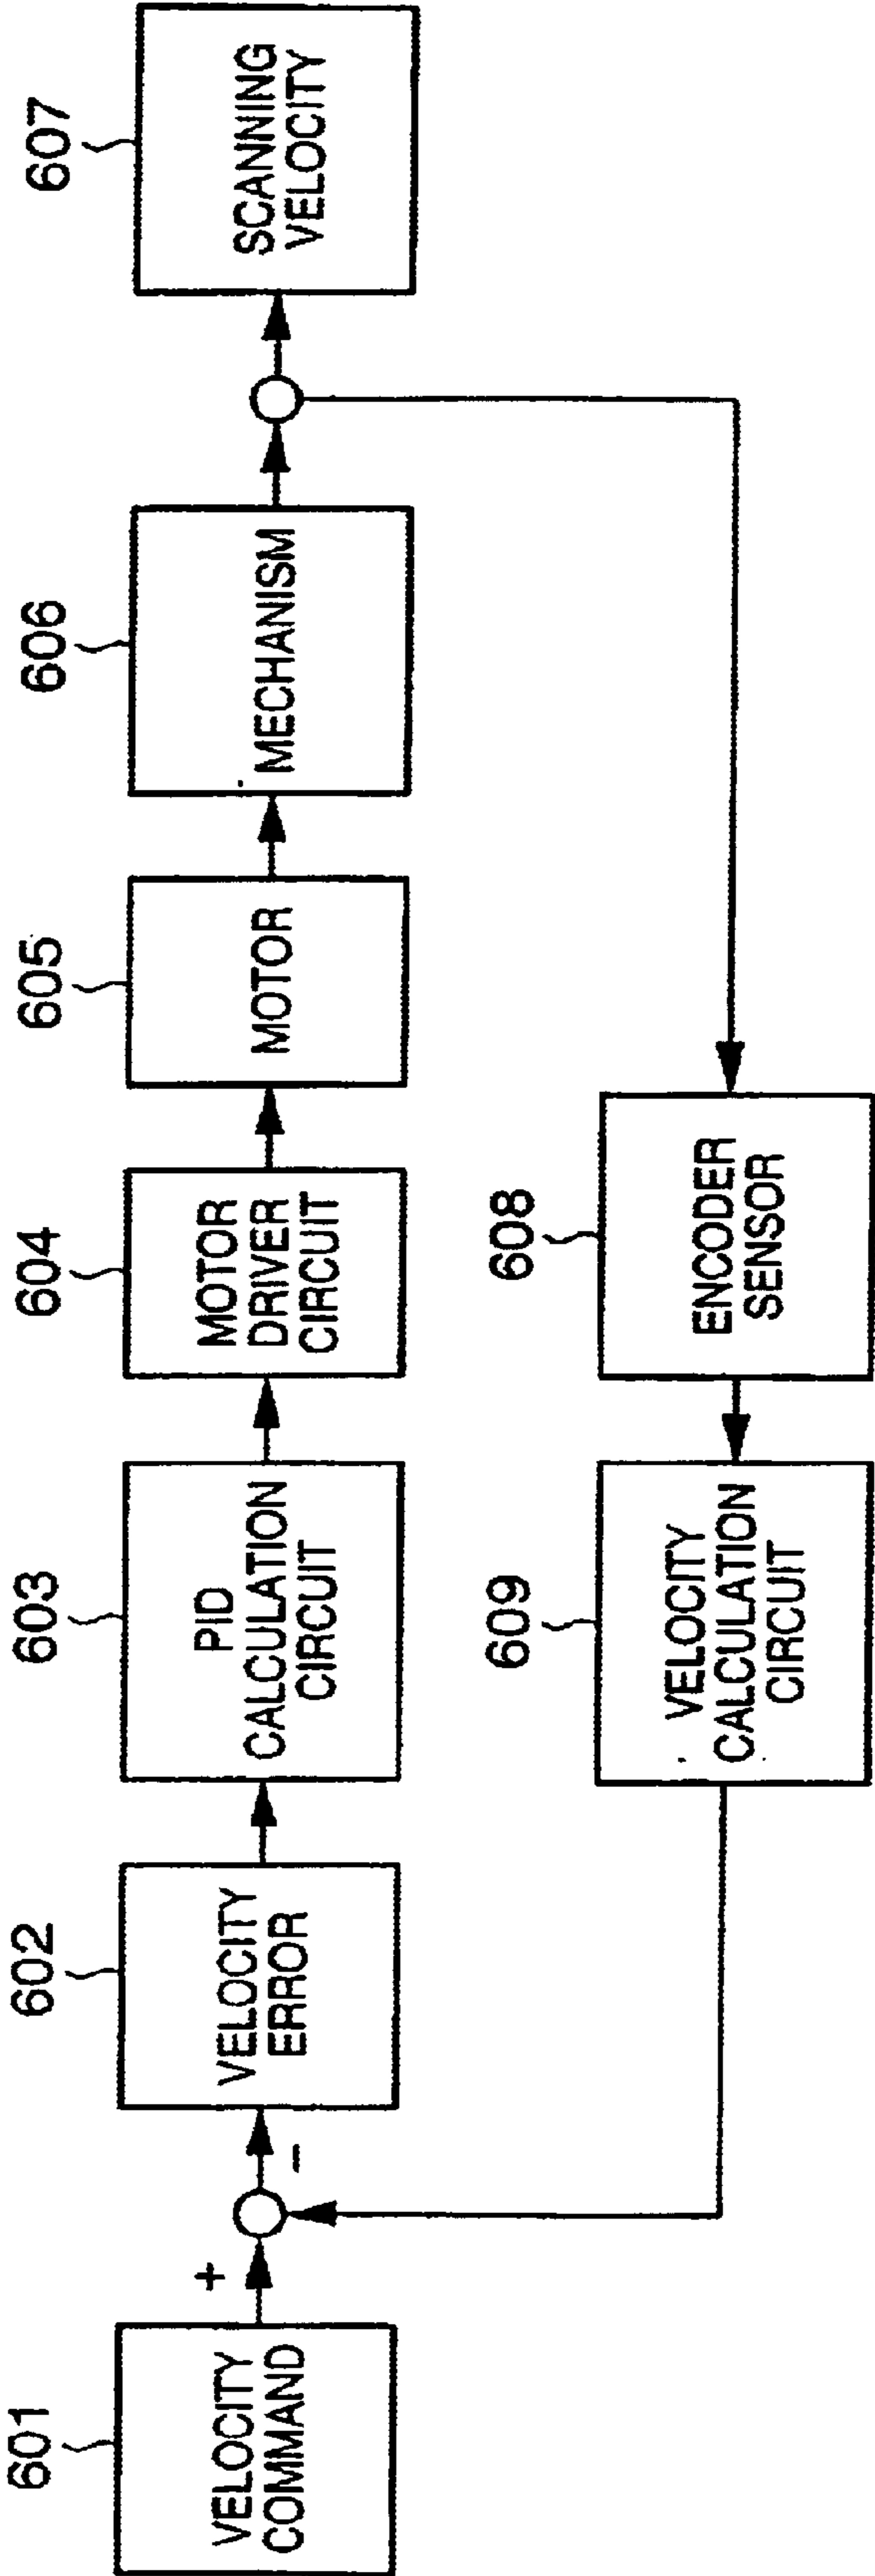 601
VELOCITY
COMMAND
+
-
602
VELOCITY
ERROR
603
PID
CALCULATION
CIRCUIT
604
MOTOR
DRIVER
CIRCUIT
605
MOTOR
606
MECHANISM
607
SCANNING
VELOCITY
608
ENCODER
SENSOR
609
VELOCITY
CALCULATION
CIRCUIT